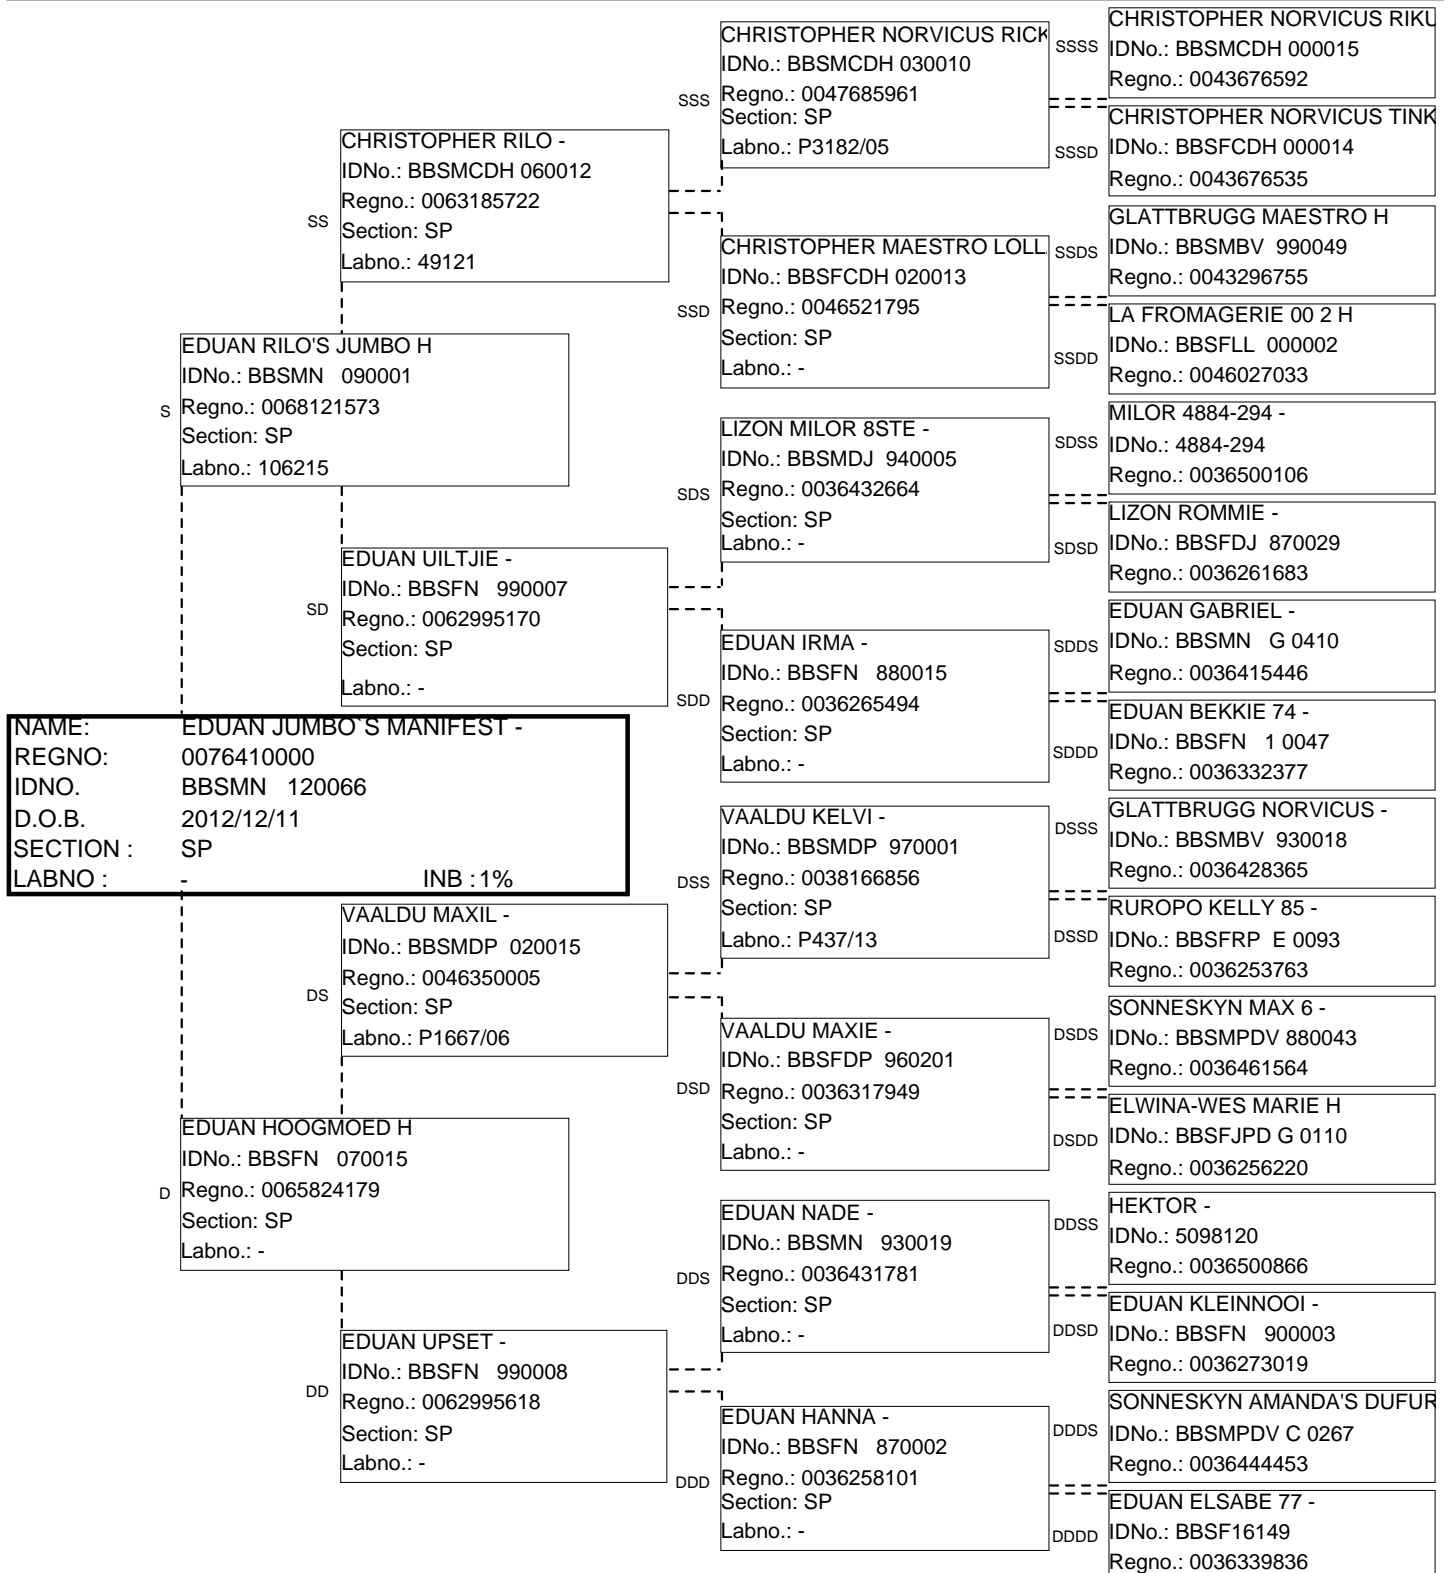 CHRISTOPHER NORVICUS RIKU
SSSS IDNo.: BBSMCDH 000015
Regno.: 0043676592
CHRISTOPHER NORVICUS RICK
IDNo.: BBSMCDH 030010
SSS Regno.: 0047685961
Section: SP
Labno.: P3182/05
CHRISTOPHER NORVICUS TINK
SSSD IDNo.: BBSFCDH 000014
Regno.: 0043676535
CHRISTOPHER RILO -
IDNo.: BBSMCDH 060012
Regno.: 0063185722
SS Section: SP
Labno.: 49121
GLATTBRUGG MAESTRO H
SSDS IDNo.: BBSMBV 990049
Regno.: 0043296755
CHRISTOPHER MAESTRO LOLL
IDNo.: BBSFCDH 020013
SSD Regno.: 0046521795
Section: SP
Labno.: -
LA FROMAGERIE 00 2 H
SSDD IDNo.: BBSFLL 000002
Regno.: 0046027033
EDUAN RILO'S JUMBO H
IDNo.: BBSMN 090001
S Regno.: 0068121573
Section: SP
Labno.: 106215
MILOR 4884-294 -
SDSS IDNo.: 4884-294
Regno.: 0036500106
LIZON MILOR 8STE -
IDNo.: BBSMDJ 940005
SDS Regno.: 0036432664
Section: SP
Labno.: -
LIZON ROMMIE -
SDSD IDNo.: BBSFDJ 870029
Regno.: 0036261683
EDUAN UILTJIE -
IDNo.: BBSFN 990007
SD Regno.: 0062995170
Section: SP
Labno.: -
EDUAN GABRIEL -
SDDS IDNo.: BBSMN G 0410
Regno.: 0036415446
EDUAN IRMA -
IDNo.: BBSFN 880015
SDD Regno.: 0036265494
Section: SP
Labno.: -
EDUAN BEKKIE 74 -
SDDD IDNo.: BBSFN 1 0047
Regno.: 0036332377
NAME: EDUAN JUMBO`S MANIFEST -
REGNO: 0076410000
IDNO. BBSMN 120066
D.O.B. 2012/12/11
SECTION : SP
LABNO : - INB : 1%
GLATTBRUGG NORVICUS -
DSSS IDNo.: BBSMBV 930018
Regno.: 0036428365
VAALDU KELVI -
IDNo.: BBSMDP 970001
DSS Regno.: 0038166856
Section: SP
Labno.: P437/13
RUROPO KELLY 85 -
DSSD IDNo.: BBSFRP E 0093
Regno.: 0036253763
VAALDU MAXIL -
IDNo.: BBSMDP 020015
Regno.: 0046350005
DS Section: SP
Labno.: P1667/06
SONNESKYN MAX 6 -
DSDS IDNo.: BBSMPDV 880043
Regno.: 0036461564
VAALDU MAXIE -
IDNo.: BBSFDP 960201
DSD Regno.: 0036317949
Section: SP
Labno.: -
ELWINA-WES MARIE H
DSDD IDNo.: BBSFJPD G 0110
Regno.: 0036256220
EDUAN HOOGMOED H
IDNo.: BBSFN 070015
D Regno.: 0065824179
Section: SP
Labno.: -
HEKTOR -
DDSS IDNo.: 5098120
Regno.: 0036500866
EDUAN NADE -
IDNo.: BBSMN 930019
DDS Regno.: 0036431781
Section: SP
Labno.: -
EDUAN KLEINNOOI -
DDSD IDNo.: BBSFN 900003
Regno.: 0036273019
EDUAN UPSET -
IDNo.: BBSFN 990008
DD Regno.: 0062995618
Section: SP
Labno.: -
SONNESKYN AMANDA'S DUFUR
DDDS IDNo.: BBSMPDV C 0267
Regno.: 0036444453
EDUAN HANNA -
IDNo.: BBSFN 870002
DDD Regno.: 0036258101
Section: SP
Labno.: -
EDUAN ELSABE 77 -
DDDD IDNo.: BBSF16149
Regno.: 0036339836